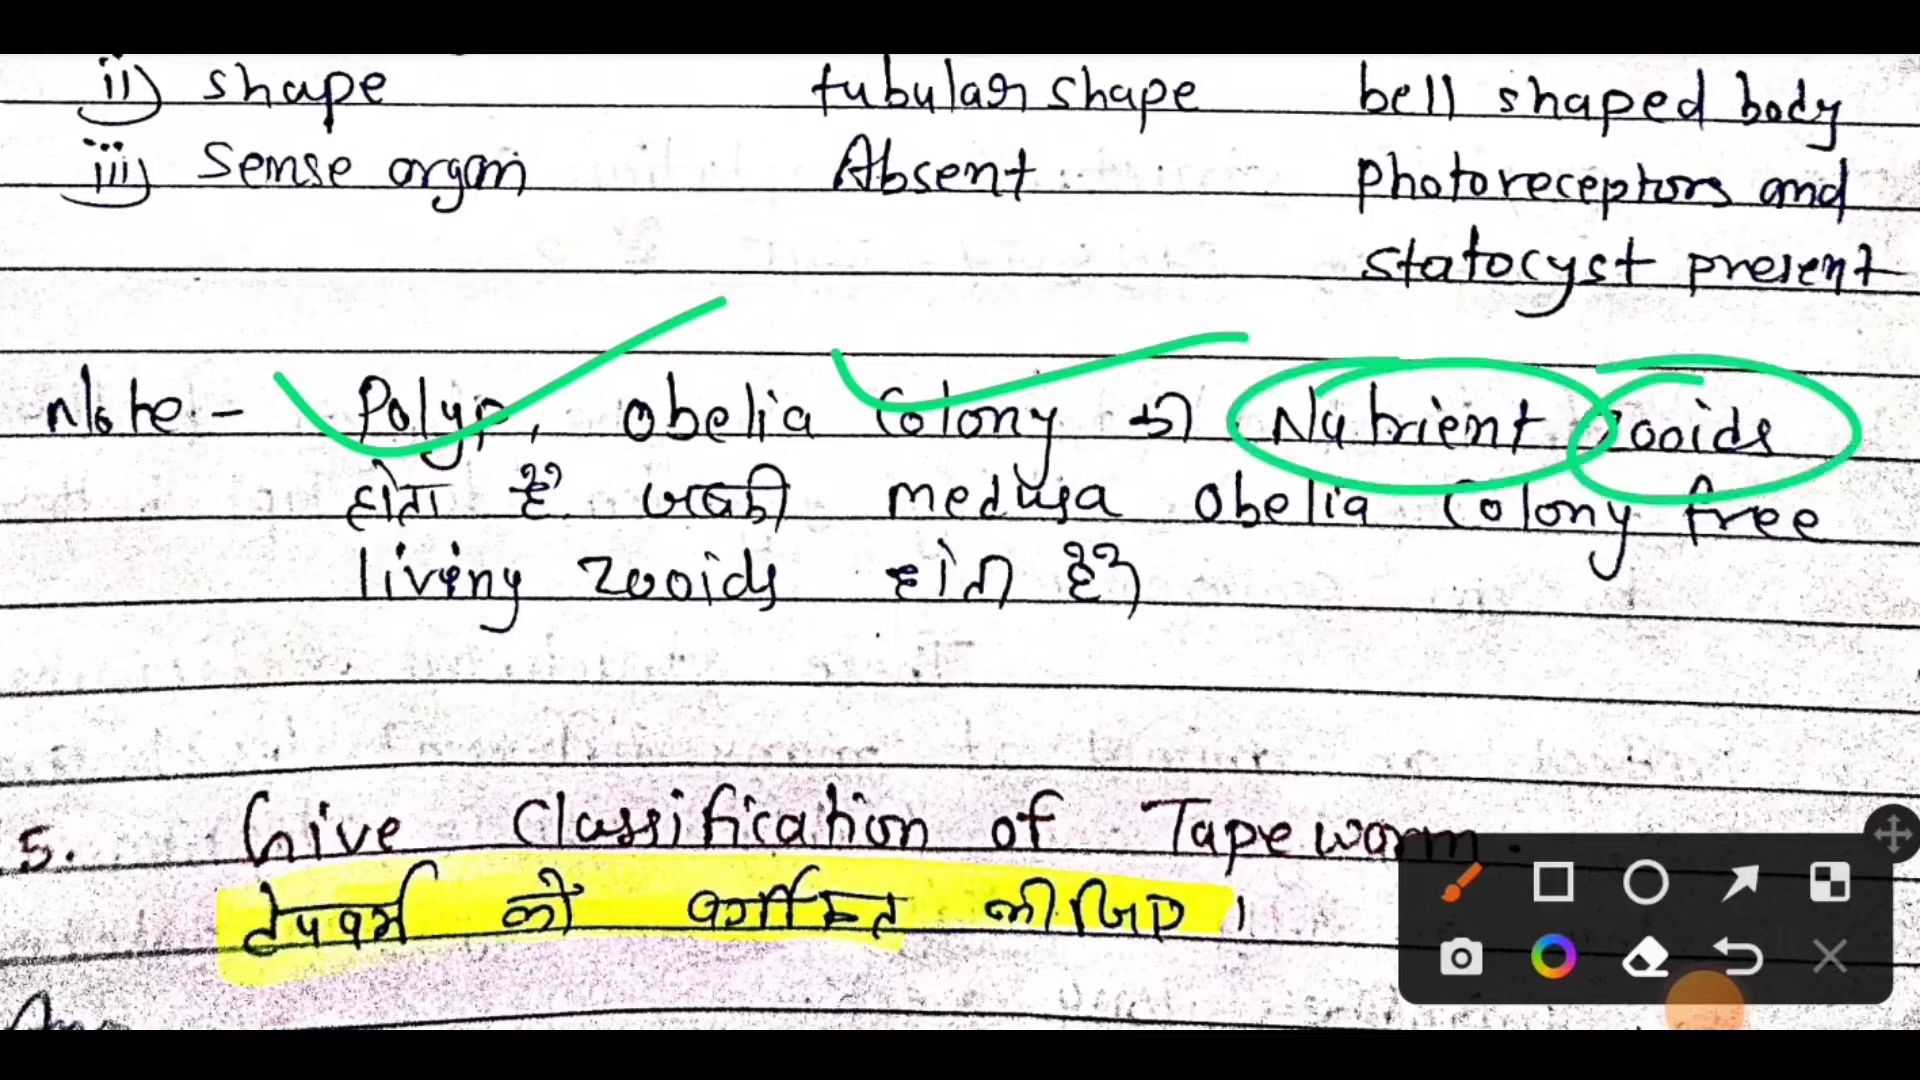 ii) shape tubular shape bell shaped body
iii) Sense organ Absent photoreceptors and
statocyst present
Note - Polyp, obelia Colony की Nutrient Zooids
होता है जबकी medusa obelia Colony free
living zooids होती है
5. Give Classification of Tapeworm.
टेपवर्म को वर्गीकृत कीजिए ।
Ans